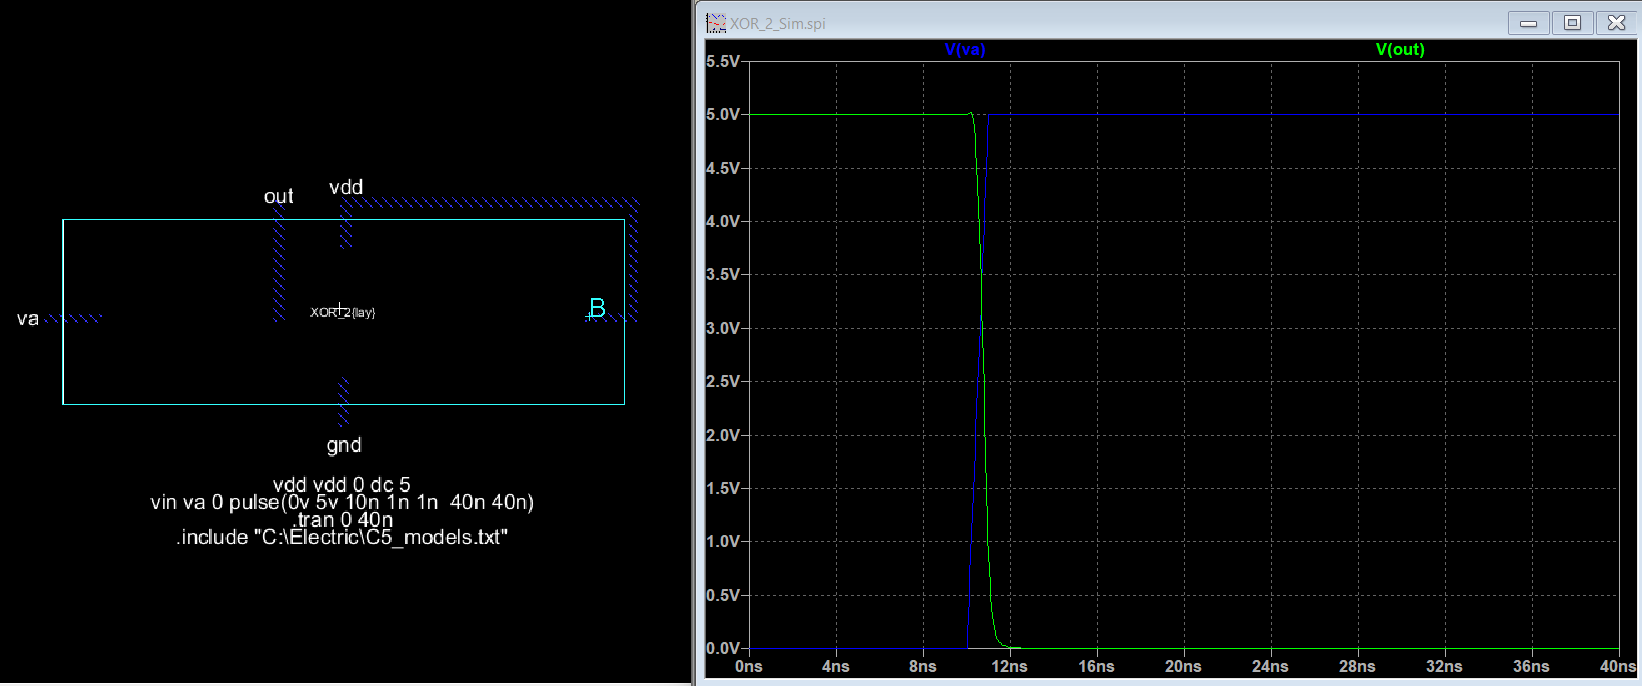 out
vdd
va
XOR_2{lay}
B
gnd
vdd vdd 0 dc 5
vin va 0 pulse(0v 5v 10n 1n 1n 40n 40n)
.tran 0 40n
.include "C:\Electric\C5_models.txt"
XOR_2_Sim.spi
V(va)
V(out)
5.5V
5.0V
4.5V
4.0V
3.5V
3.0V
2.5V
2.0V
1.5V
1.0V
0.5V
0.0V
0ns
4ns
8ns
12ns
16ns
20ns
24ns
28ns
32ns
36ns
40ns